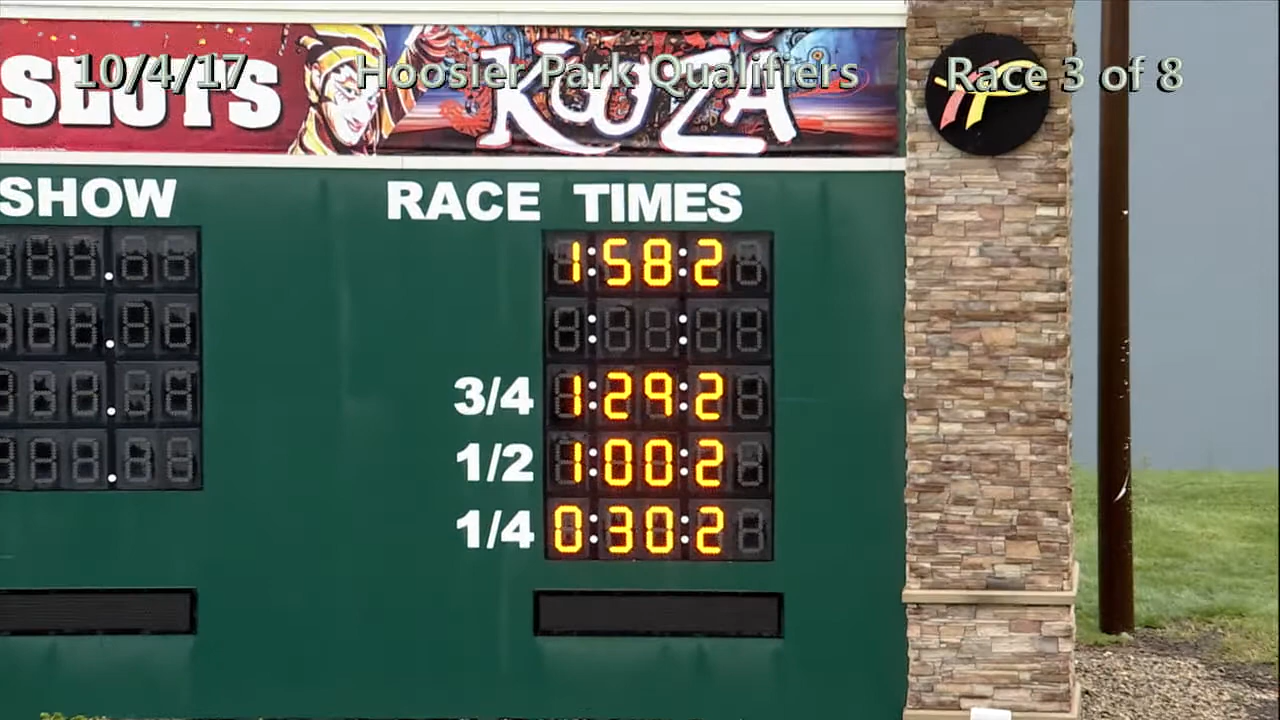 10/4/17 Hoosier Park Qualifiers Race 3 of 8
SLOTS KOOZA
SHOW RACE TIMES
1:58:2
3/4 1:29:2
1/2 1:00:2
1/4 0:30:2